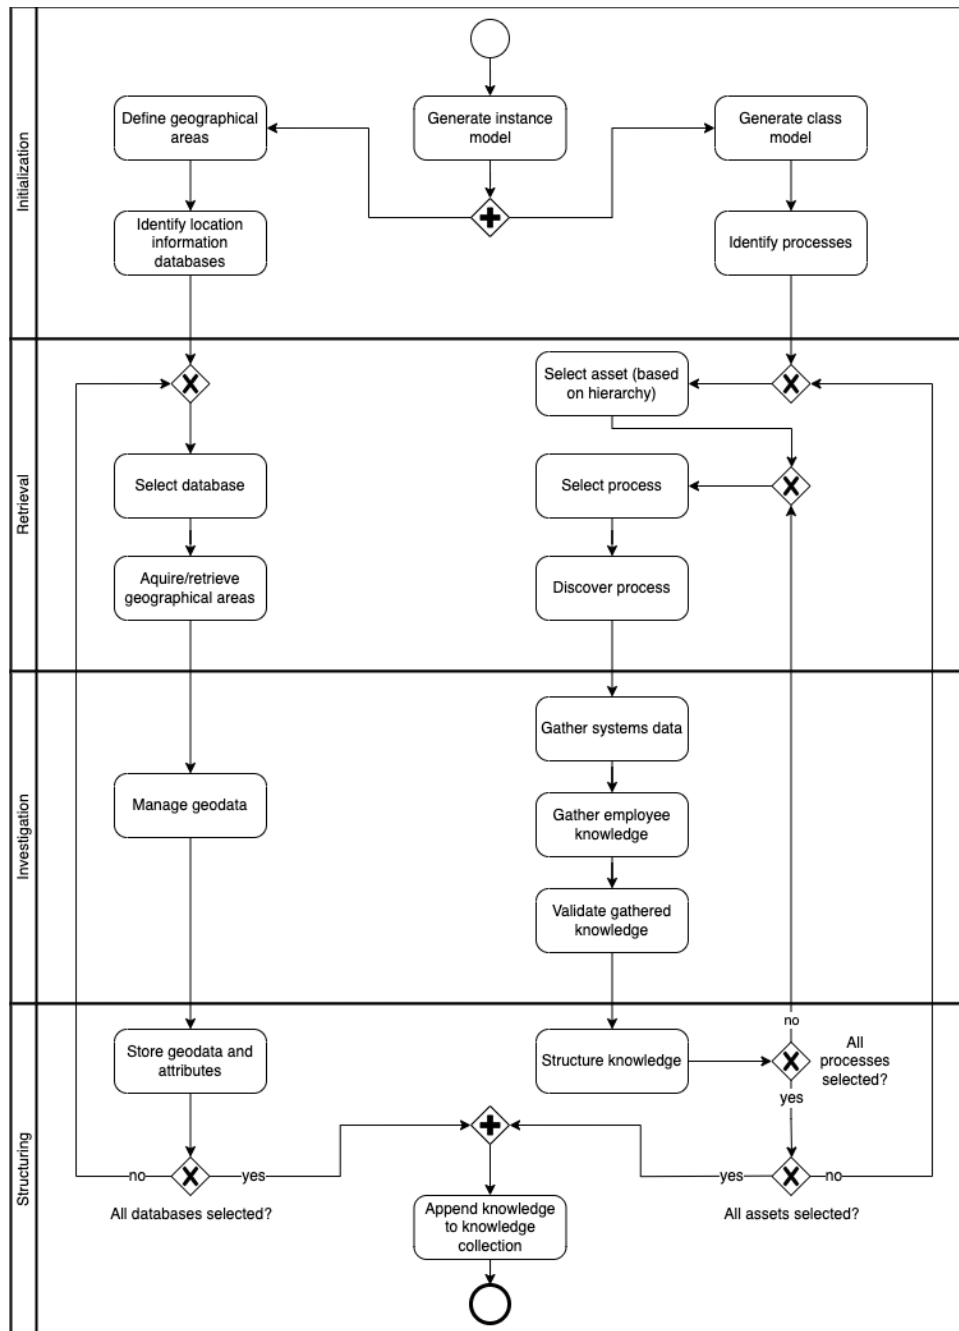 Initialization
Define geographical
areas
Generate instance
model
Generate class
model
Identify location
information
databases
Identify processes
Retrieval
Select asset (based
on hierarchy)
Select database
Select process
Aquire/retrieve
geographical areas
Discover process
Investigation
Gather systems data
Manage geodata
Gather employee
knowledge
Validate gathered
knowledge
Structuring
no
Store geodata and
attributes
Structure knowledge
All
processes
selected?
yes
no
yes
yes
no
All databases selected?
Append knowledge
to knowledge
collection
All assets selected?